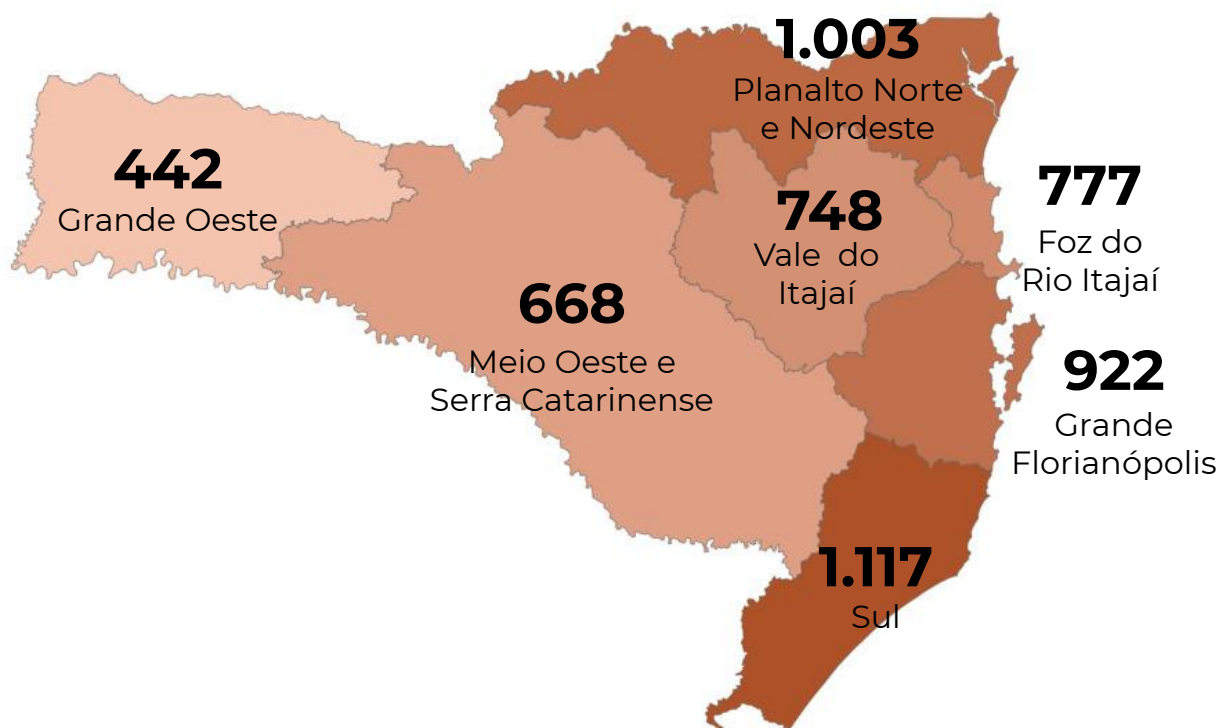 1.003
Planalto Norte
e Nordeste
442
Grande Oeste
748
Vale do
Itajaí
777
Foz do
Rio Itajaí
668
Meio Oeste e
Serra Catarinense
922
Grande
Florianópolis
1.117
Sul